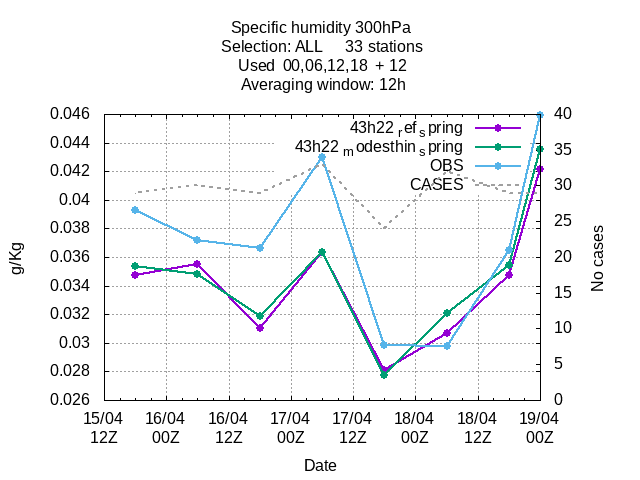 Specific humidity 300hPa
Selection: ALL 33 stations
Used 00,06,12,18 + 12
Averaging window: 12h
0.046
0.044
0.042
0.04
0.038
0.036
0.034
0.032
0.03
0.028
0.026
g/Kg
43h22 ref spring
43h22 modesthin spring
OBS
CASES
40
35
30
25
20
15
10
5
0
No cases
15/04 16/04 16/04 17/04 17/04 18/04 18/04 19/04
12Z 00Z 12Z 00Z 12Z 00Z 12Z 00Z
Date